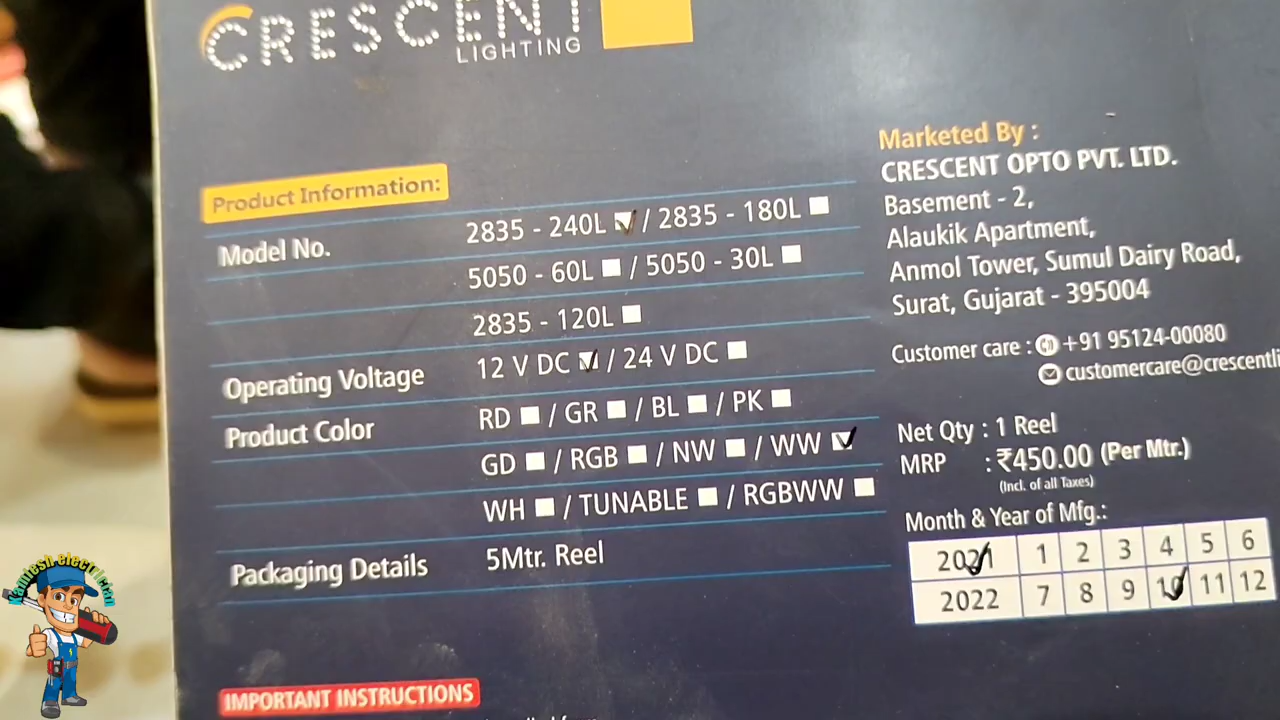 CRESCENT
LIGHTING
Product Information:
Model No. 2835 - 240L / 2835 - 180L
5050 - 60L / 5050 - 30L
2835 - 120L
Operating Voltage 12 V DC / 24 V DC
Product Color RD / GR / BL / PK
GD / RGB / NW / WW
WH / TUNABLE / RGBWW
Packaging Details 5Mtr. Reel
IMPORTANT INSTRUCTIONS
Marketed By :
CRESCENT OPTO PVT. LTD.
Basement - 2,
Alaukik Apartment,
Anmol Tower, Sumul Dairy Road,
Surat, Gujarat - 395004
Customer care : +91 95124-00080
customercare@crescentli
Net Qty : 1 Reel
MRP : ₹450.00 (Per Mtr.)
(Incl. of all Taxes)
Month & Year of Mfg.:
2021 1 2 3 4 5 6
2022 7 8 9 10 11 12
Kamlesh electrician